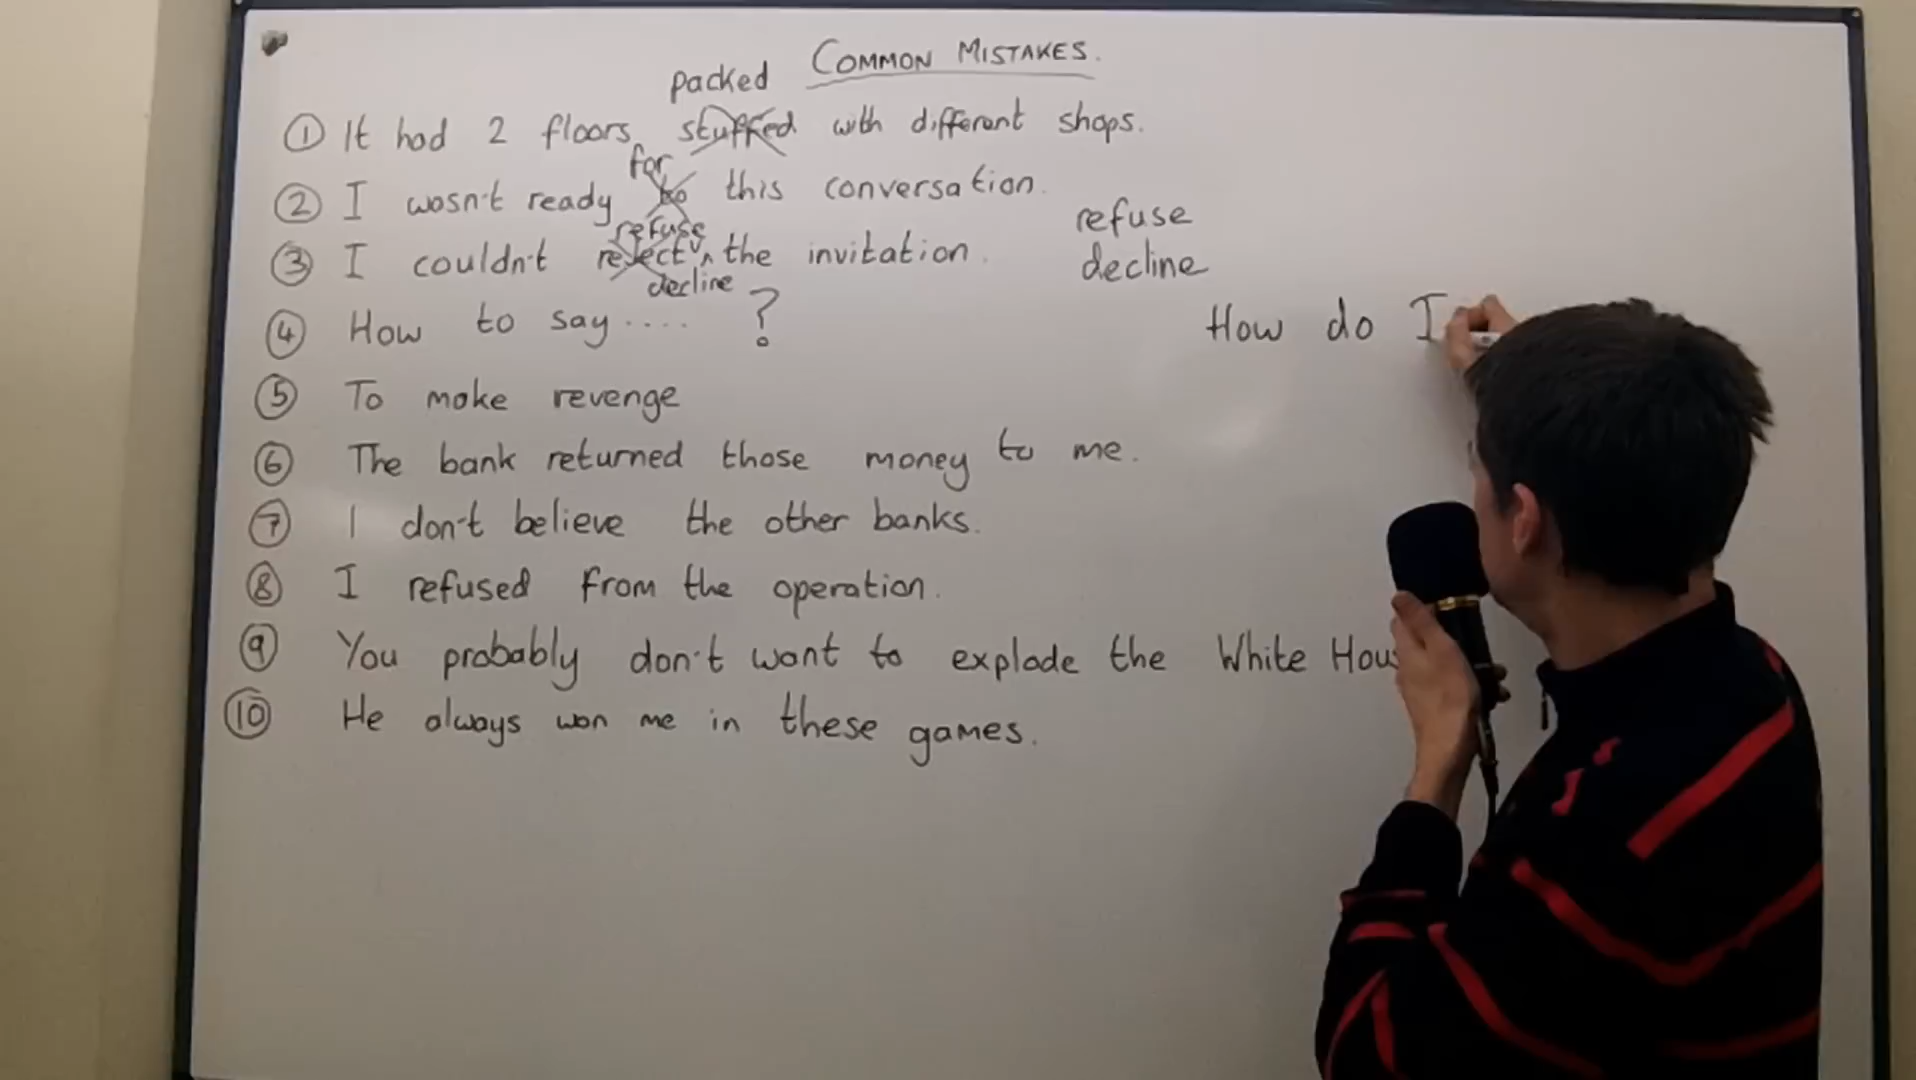 COMMON MISTAKES.
packed
① It had 2 floors stuffed with different shops.
for
② I wasn't ready to this conversation.
refuse
refuse
③ I couldn't reject the invitation.
decline
decline
④ How to say .... ?
How do I
⑤ To make revenge
⑥ The bank returned those money to me.
⑦ I don't believe the other banks.
⑧ I refused from the operation.
⑨ You probably don't want to explode the White Hous
⑩ He always won me in these games.